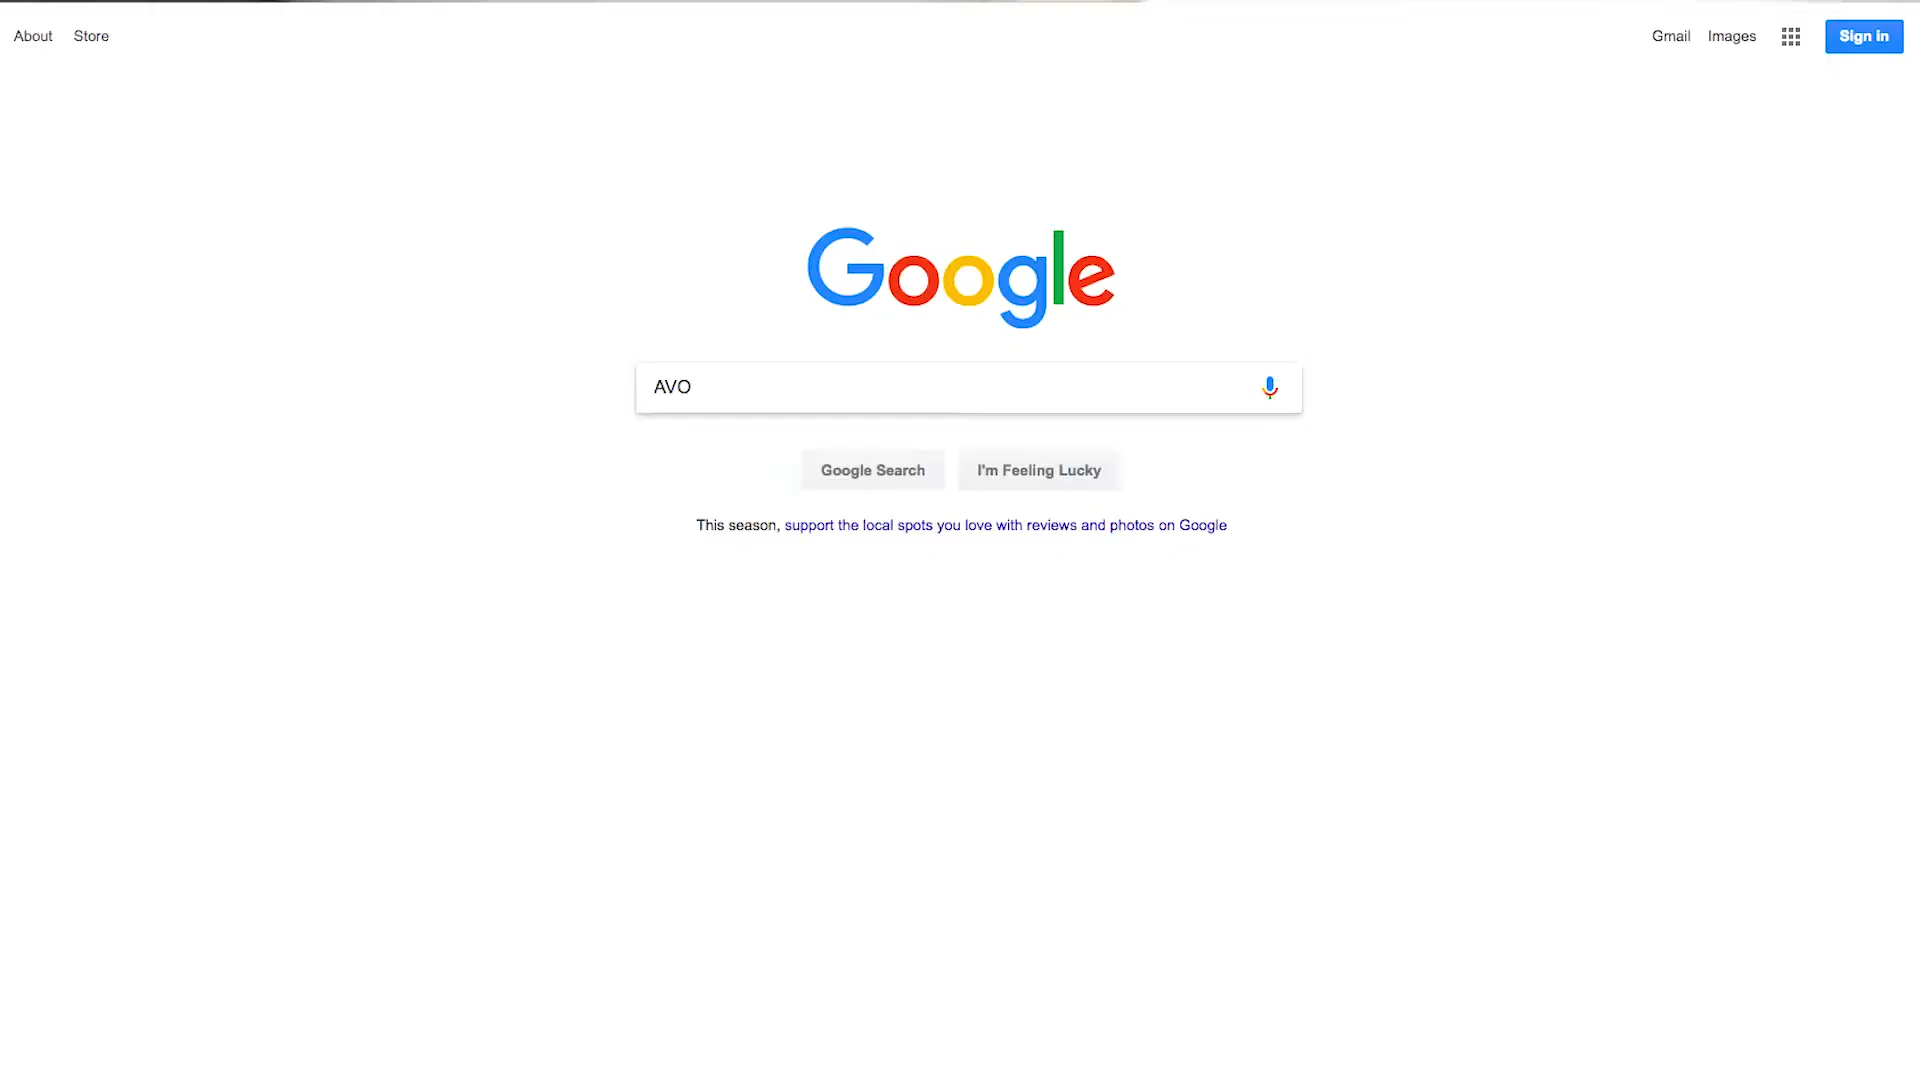 About Store Gmail Images Sign in
Google
AVO
Google Search I'm Feeling Lucky
This season, support the local spots you love with reviews and photos on Google